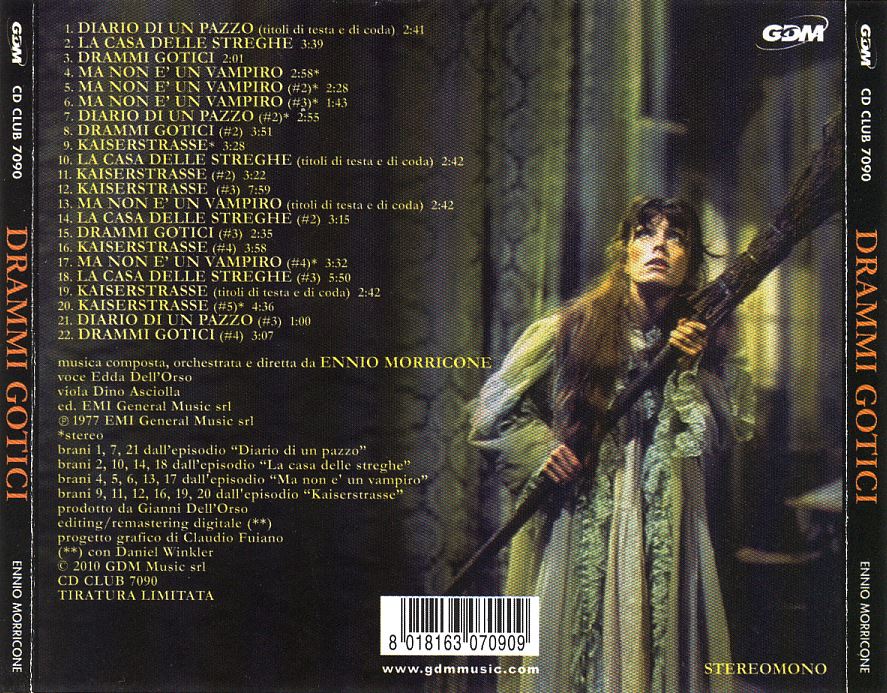 GDM
CD CLUB 7090
DRAMMI GOTICI
ENNIO MORRICONE
1. DIARIO DI UN PAZZO (titoli di testa e di coda) 2:41
2. LA CASA DELLE STREGHE 3:39
3. DRAMMI GOTICI 2:01
4. MA NON E' UN VAMPIRO 2:58*
5. MA NON E' UN VAMPIRO (#2)* 2:28
6. MA NON E' UN VAMPIRO (#3)* 1:43
7. DIARIO DI UN PAZZO (#2)* 2:55
8. DRAMMI GOTICI (#2) 3:51
9. KAISERSTRASSE* 3:28
10. LA CASA DELLE STREGHE (titoli di testa e di coda) 2:42
11. KAISERSTRASSE (#2) 3:22
12. KAISERSTRASSE (#3) 7:59
13. MA NON E' UN VAMPIRO (titoli di testa e di coda) 2:42
14. LA CASA DELLE STREGHE (#2) 3:15
15. DRAMMI GOTICI (#3) 2:35
16. KAISERSTRASSE (#4) 3:58
17. MA NON E' UN VAMPIRO (#4)* 3:32
18. LA CASA DELLE STREGHE (#3) 5:50
19. KAISERSTRASSE (titoli di testa e di coda) 2:42
20. KAISERSTRASSE (#5)* 4:36
21. DIARIO DI UN PAZZO (#3) 1:00
22. DRAMMI GOTICI (#4) 3:07
musica composta, orchestrata e diretta da ENNIO MORRICONE
voce Edda Dell'Orso
viola Dino Asciolla
ed. EMI General Music srl
℗ 1977 EMI General Music srl
*stereo
brani 1, 7, 21 dall'episodio “Diario di un pazzo”
brani 2, 10, 14, 18 dall'episodio “La casa delle streghe”
brani 4, 5, 6, 13, 17 dall'episodio “Ma non e' un vampiro”
brani 9, 11, 12, 16, 19, 20 dall'episodio “Kaiserstrasse”
prodotto da Gianni Dell'Orso
editing/remastering digitale (**)
progetto grafico di Claudio Fuiano
(**) con Daniel Winkler
© 2010 GDM Music srl
CD CLUB 7090
TIRATURA LIMITATA
8 018163 070909
www.gdmmusic.com
STEREOMONO
GDM
GDM
CD CLUB 7090
DRAMMI GOTICI
ENNIO MORRICONE